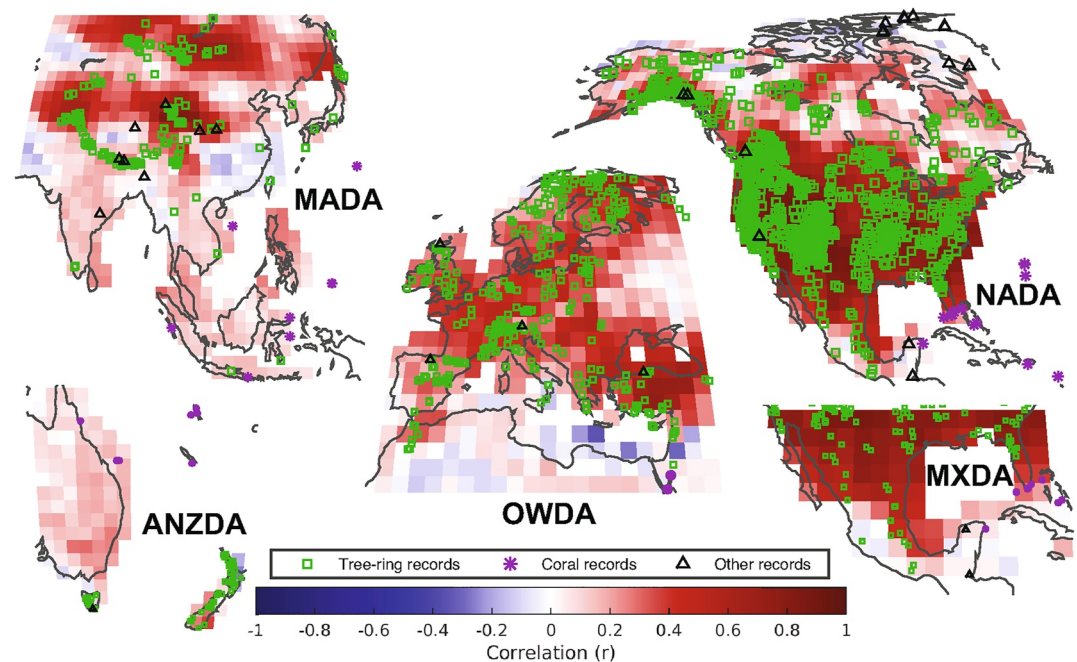 MADA
NADA
MXDA
ANZDA
OWDA
Tree-ring records
Coral records
Other records
-1 -0.8 -0.6 -0.4 -0.2 0 0.2 0.4 0.6 0.8 1
Correlation (r)